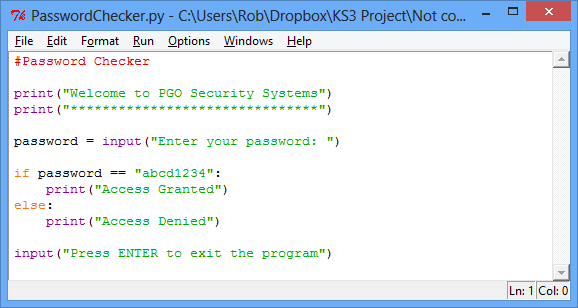 PasswordChecker.py - C:\Users\Rob\Dropbox\KS3 Project\Not co...
File Edit Format Run Options Windows Help
#Password Checker
print("Welcome to PGO Security Systems")
print("*******************************")
password = input("Enter your password: ")
if password == "abcd1234":
    print("Access Granted")
else:
    print("Access Denied")
input("Press ENTER to exit the program")
Ln: 1 Col: 0